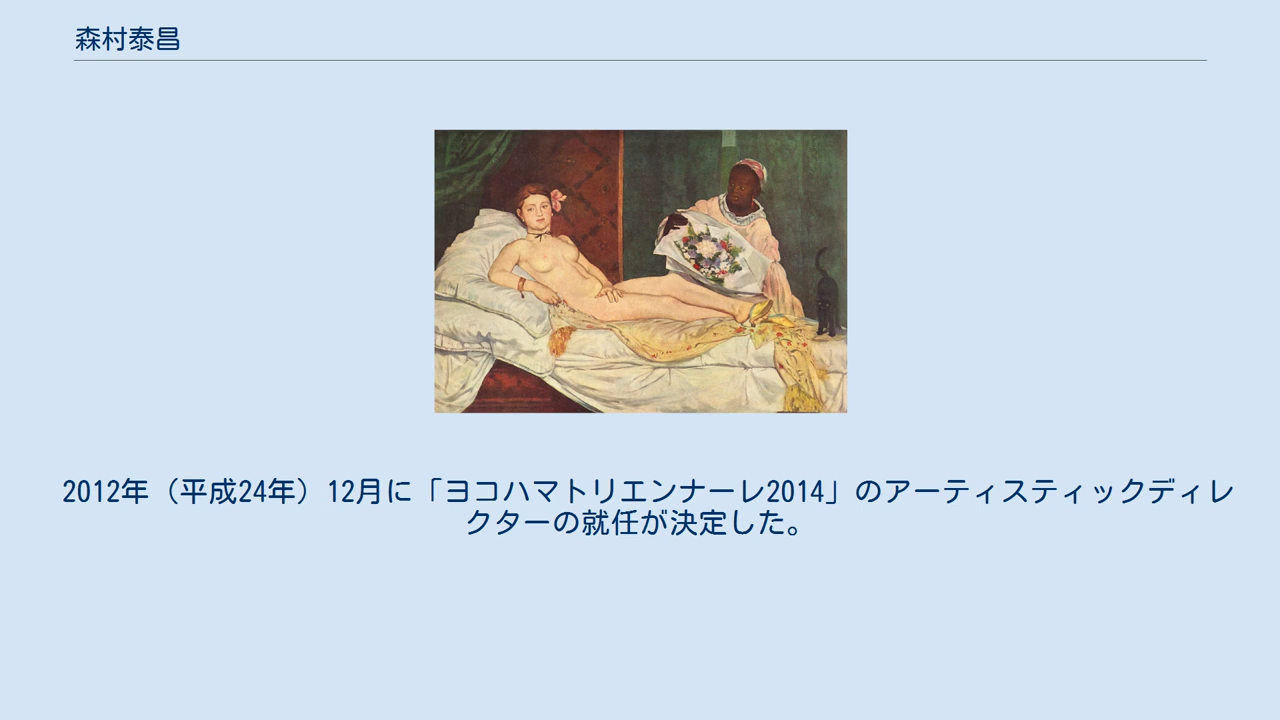 森村泰昌
2012年（平成24年）12月に「ヨコハマトリエンナーレ2014」のアーティスティックディレ
クターの就任が決定した。